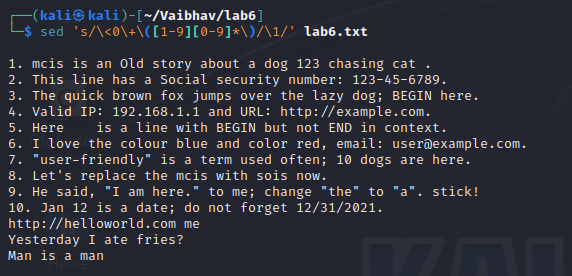 ┌──(kali㉿kali)-[~/Vaibhav/lab6]
└─$ sed 's/\<0\+\([1-9][0-9]*\)/\1/' lab6.txt
1. mcis is an Old story about a dog 123 chasing cat .
2. This line has a Social security number: 123-45-6789.
3. The quick brown fox jumps over the lazy dog; BEGIN here.
4. Valid IP: 192.168.1.1 and URL: http://example.com.
5. Here   is a line with BEGIN but not END in context.
6. I love the colour blue and color red, email: user@example.com.
7. "user-friendly" is a term used often; 10 dogs are here.
8. Let's replace the mcis with sois now.
9. He said, "I am here." to me; change "the" to "a". stick!
10. Jan 12 is a date; do not forget 12/31/2021.
http://helloworld.com me
Yesterday I ate fries?
Man is a man